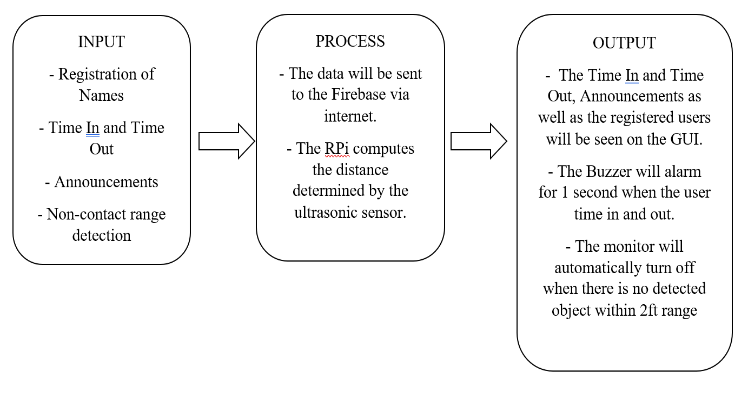 INPUT
- Registration of
Names
- Time In and Time
Out
- Announcements
- Non-contact range
detection
PROCESS
- The data will be sent
to the Firebase via
internet.
- The RPi computes
the distance
determined by the
ultrasonic sensor.
OUTPUT
- The Time In and Time
Out, Announcements as
well as the registered users
will be seen on the GUI.
- The Buzzer will alarm
for 1 second when the user
time in and out.
- The monitor will
automatically turn off
when there is no detected
object within 2ft range